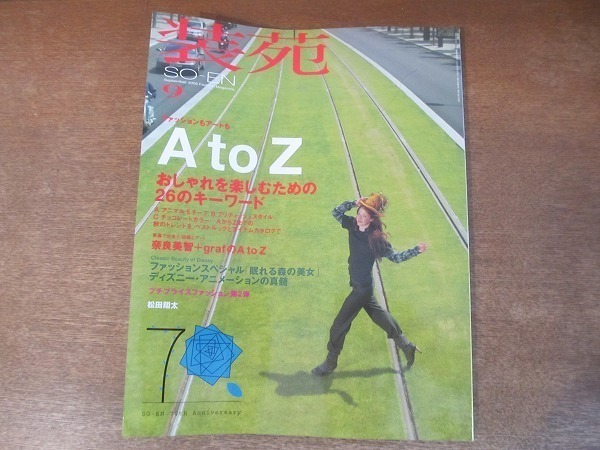 装苑
SO-EN
9
ファッションもアートも
A to Z
おしゃれを楽しむための
26のキーワード
奈良美智+grafのA to Z
Classic Beauty of Disney
ファッションスペシャル「眠れる森の美女」
ディズニー・アニメーションの真髄
プチプライスファッション第2弾
松田翔太
70
SO-EN 70th Anniversary